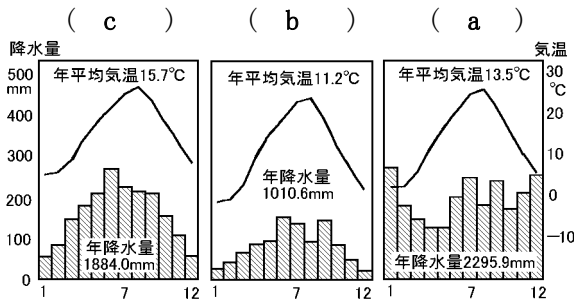 ( c ) ( b ) ( a )
降水量 気温
年平均気温15.7℃ 年平均気温11.2℃ 年平均気温13.5℃
500 mm 400 300 200 100 0
30 ℃ 20 10 0 -10
年降水量 1884.0mm
年降水量 1010.6mm
年降水量2295.9mm
1 7 12 1 7 12 1 7 12